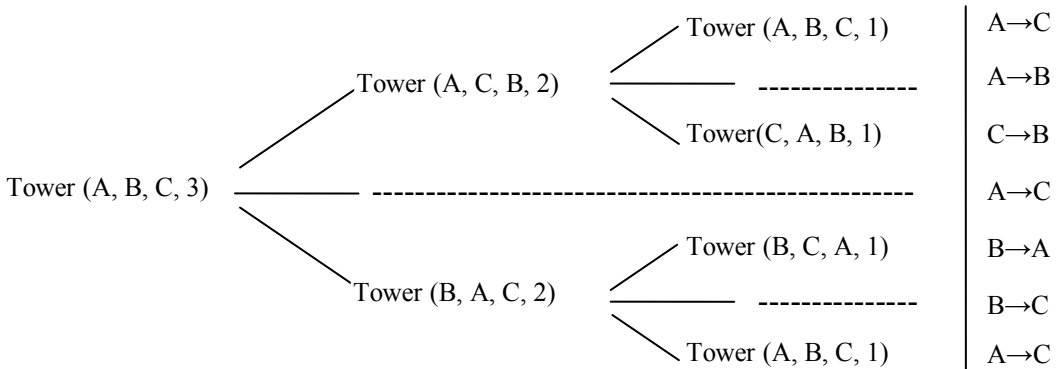 Tower (A, B, C, 1) A→C
Tower (A, C, B, 2) A→B
Tower(C, A, B, 1) C→B
Tower (A, B, C, 3) A→C
Tower (B, C, A, 1) B→A
Tower (B, A, C, 2) B→C
Tower (A, B, C, 1) A→C